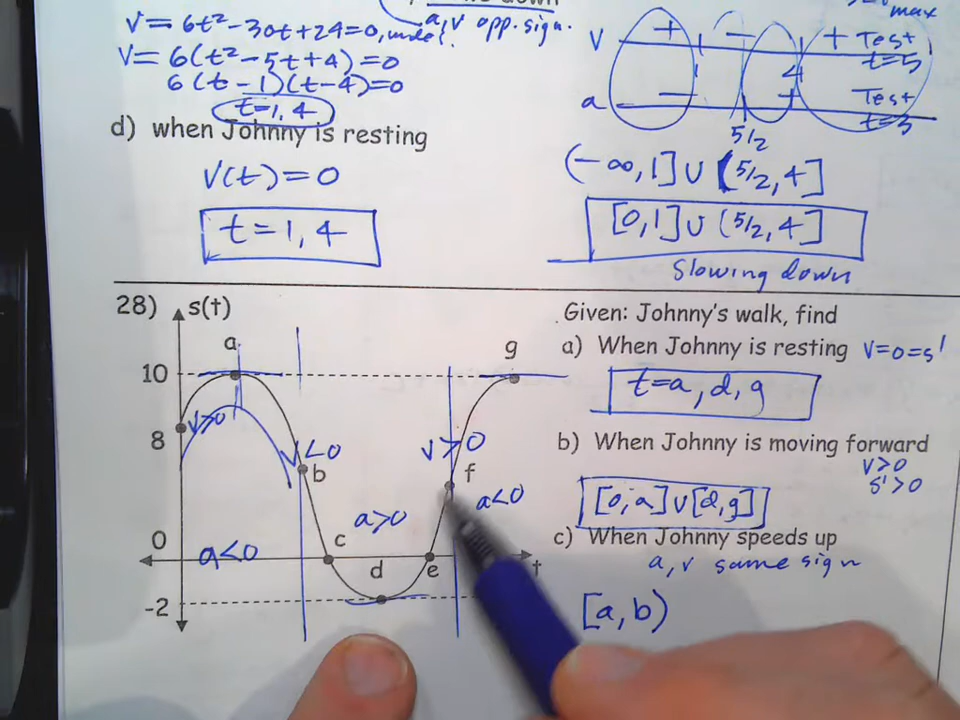 V = 6t² - 30t + 24 = 0, unde
a, v opp. sign.
V = 6(t² - 5t + 4) = 0
6(t - 1)(t - 4) = 0
t = 1, 4
max
V + - + Test
t = 5
1 4
a - + Test
t = 3
5/2
d) when Johnny is resting
V(t) = 0
t = 1, 4
(-∞, 1] ∪ (5/2, 4]
[0, 1] ∪ (5/2, 4]
Slowing down
28) s(t)
a
g
10
8
0
-2
v>0
v<0
v>0
b
f
a<0
a>0
a<0
c
d
e
t
Given: Johnny's walk, find
a) When Johnny is resting v=0=s'
t = a, d, g
b) When Johnny is moving forward
v>0
s'>0
[0, a] ∪ [d, g]
c) When Johnny speeds up
a, v same sign
[a, b)